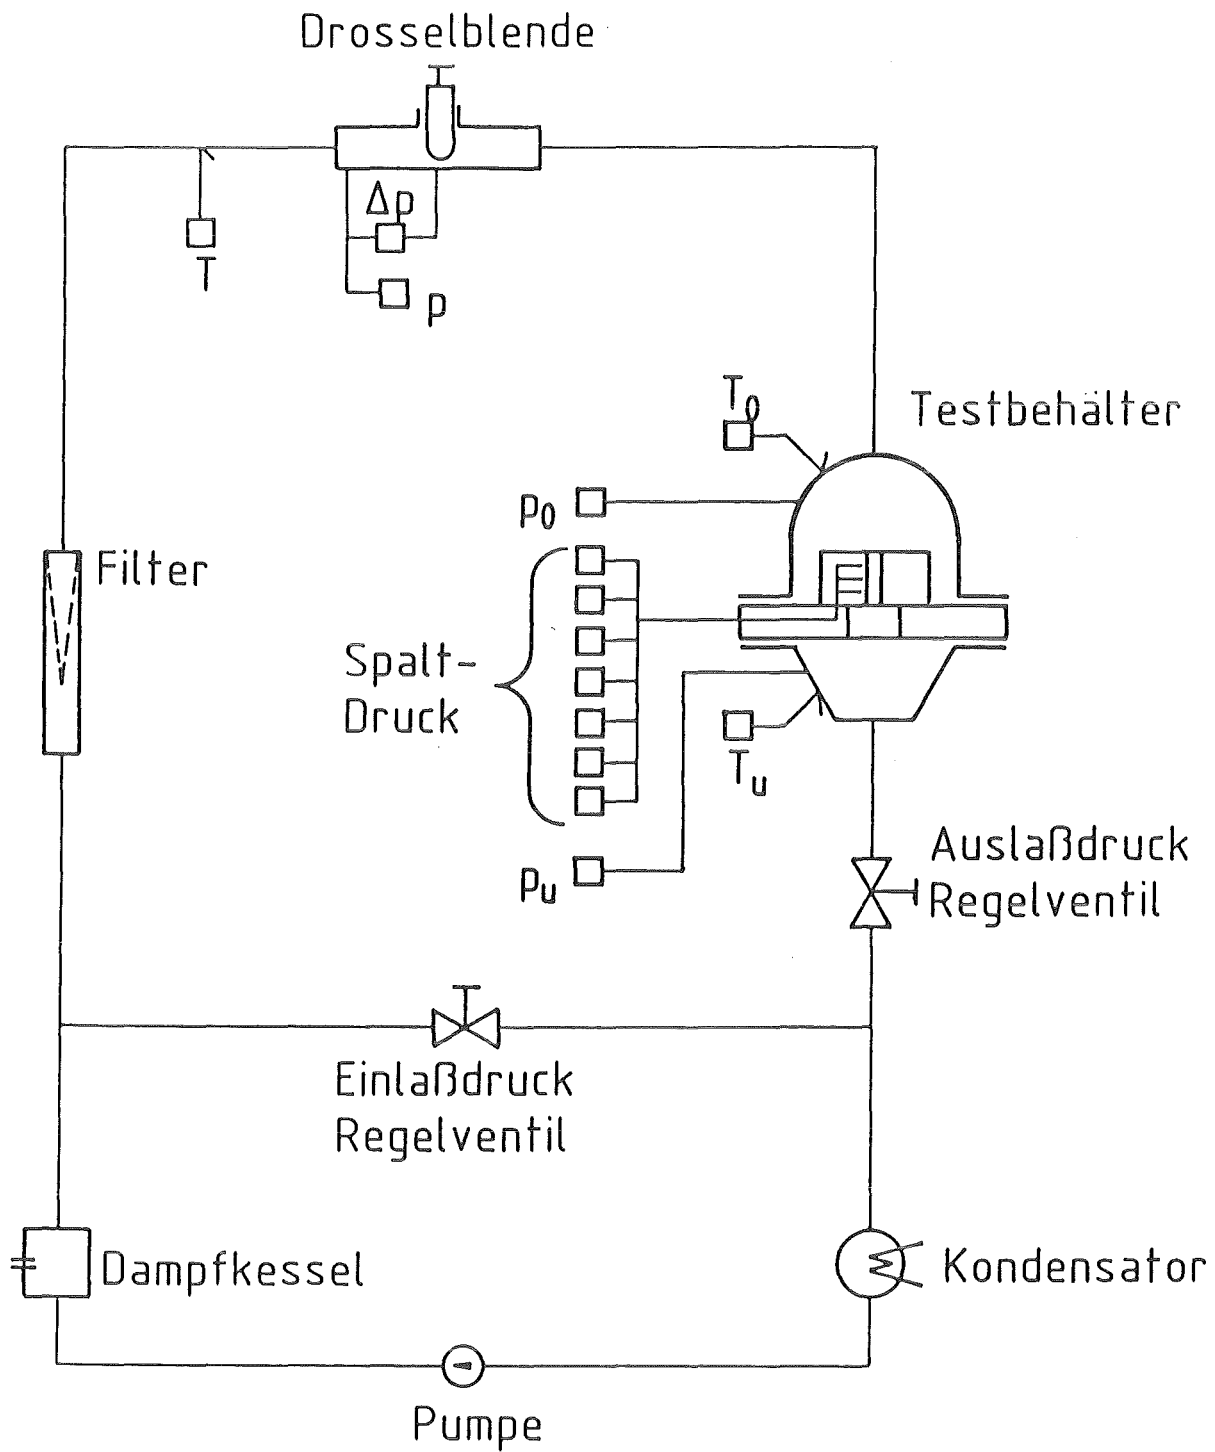 Drosselblende
Δp
T
p
T₀
Testbehälter
p₀
Filter
Spalt-
Druck
Tᵤ
pᵤ
Auslaßdruck
Regelventil
Einlaßdruck
Regelventil
Dampfkessel
Kondensator
Pumpe